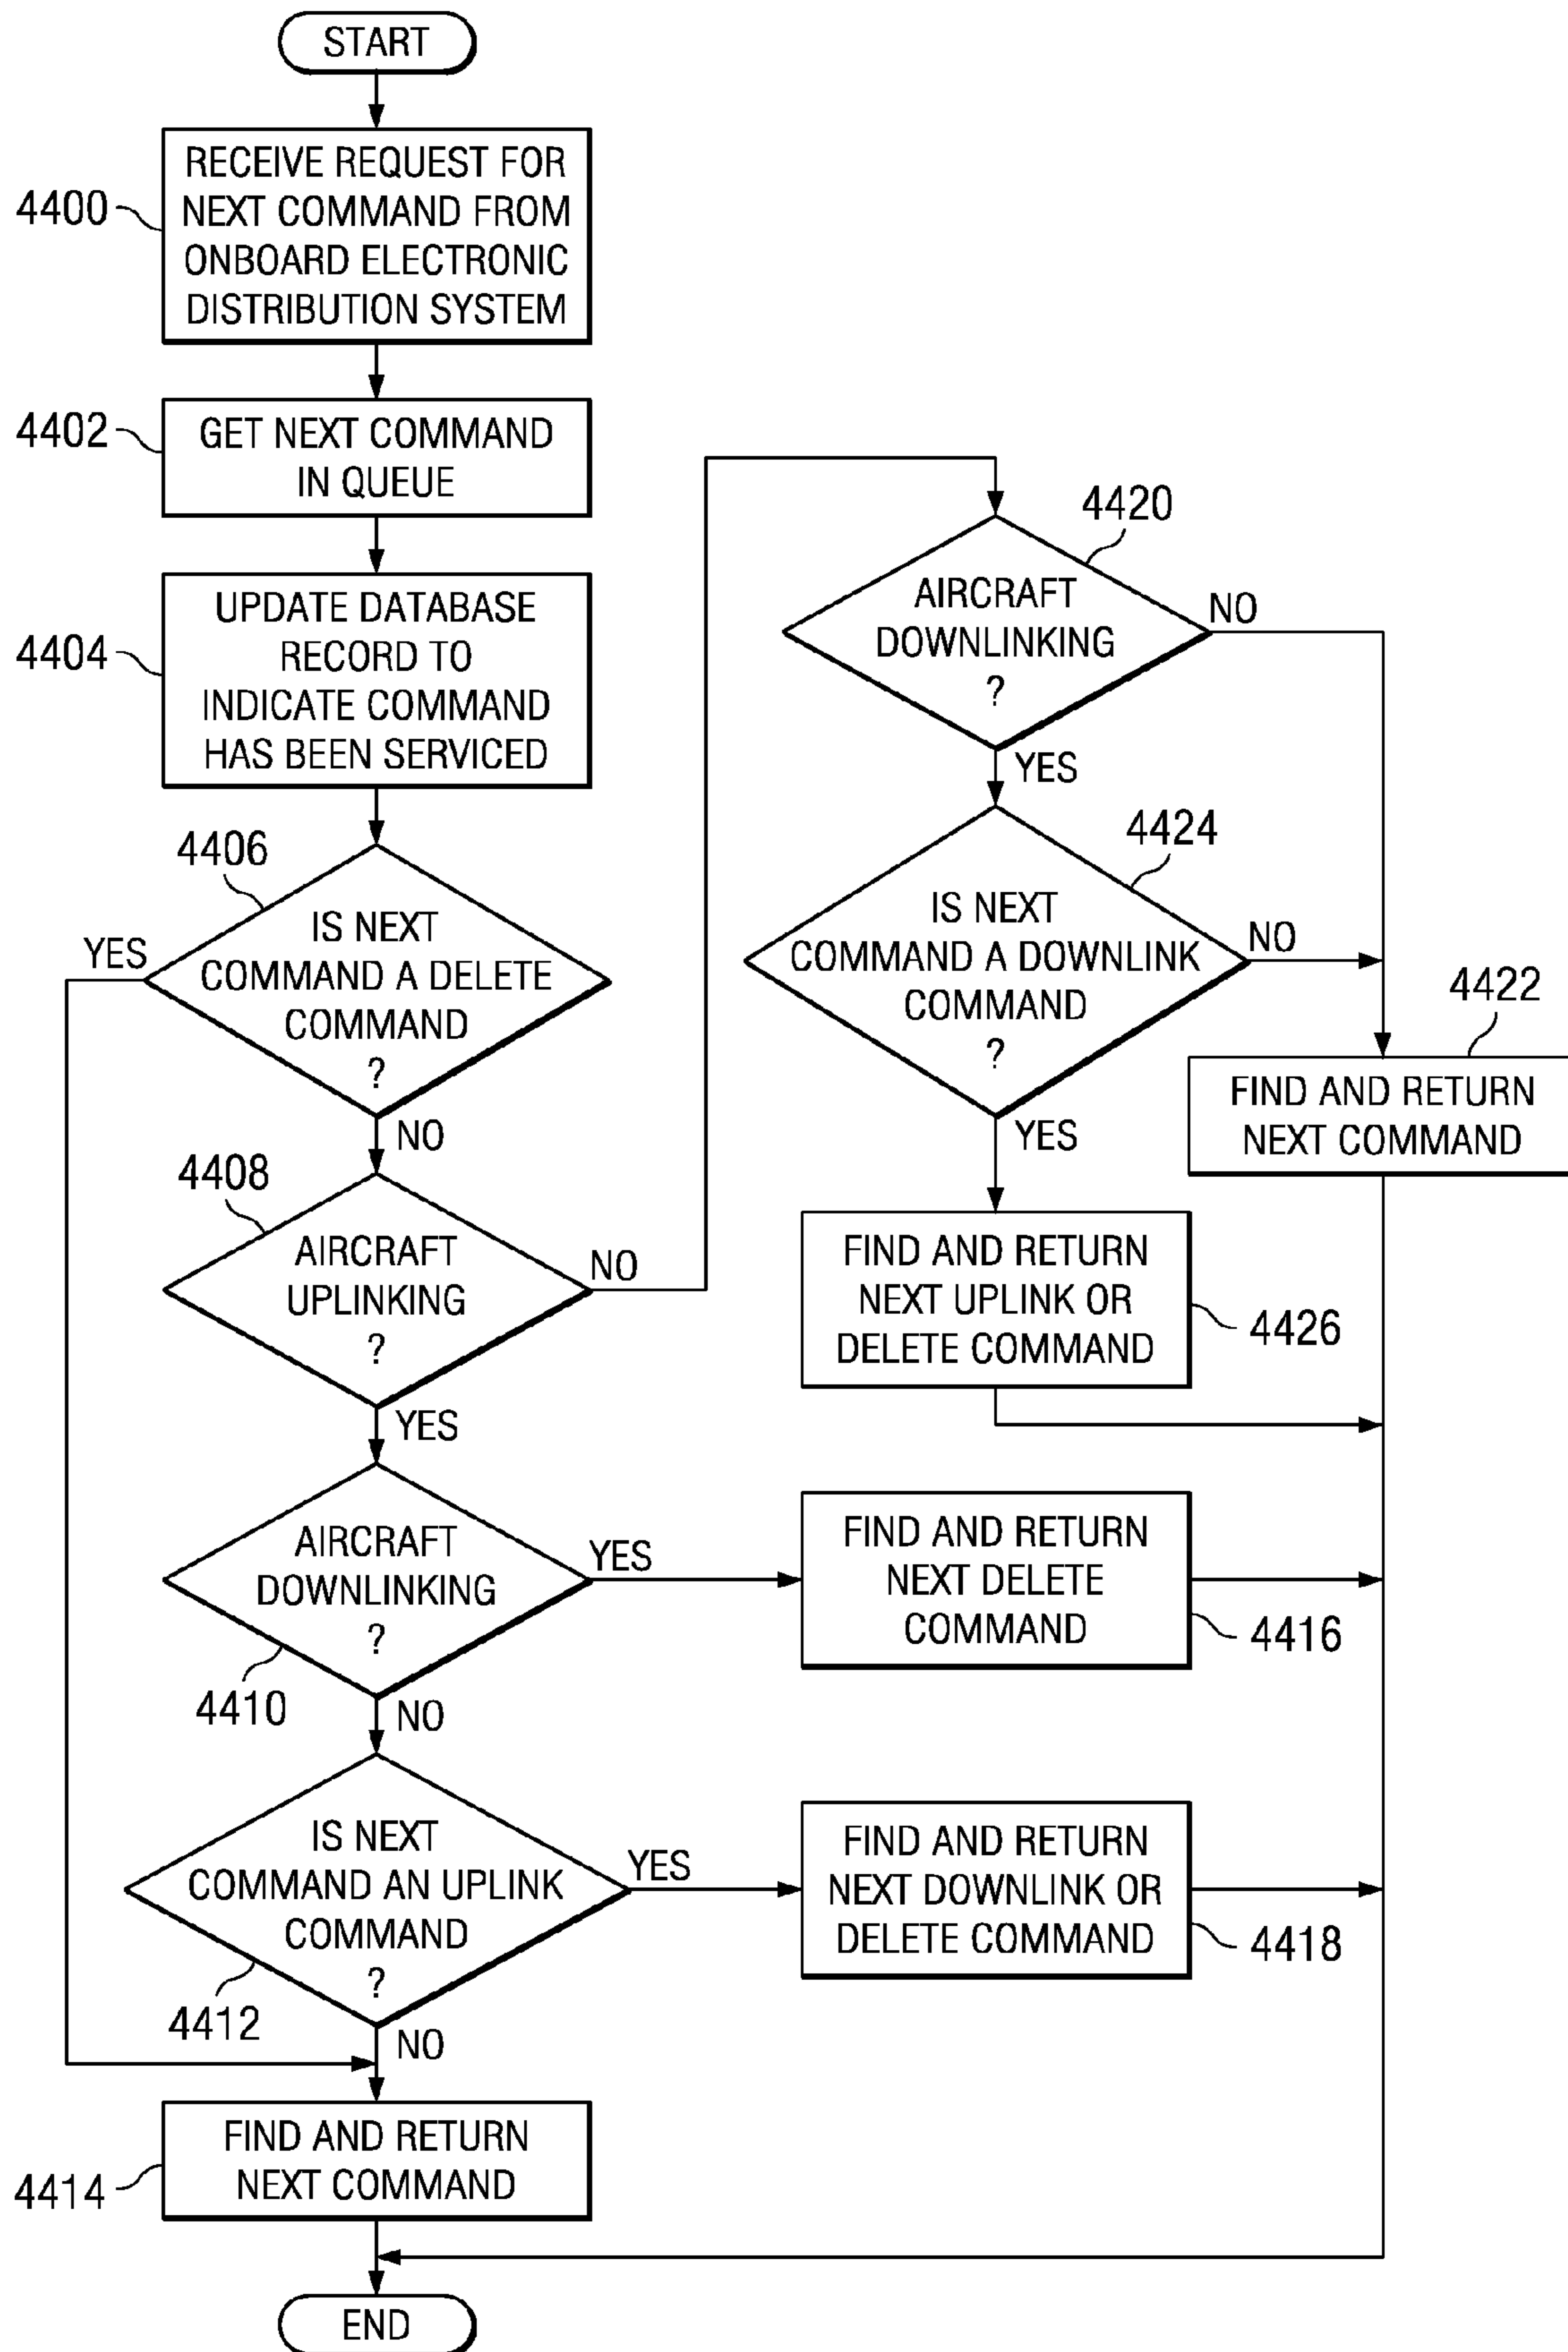 START
4400
RECEIVE REQUEST FOR
NEXT COMMAND FROM
ONBOARD ELECTRONIC
DISTRIBUTION SYSTEM
4402
GET NEXT COMMAND
IN QUEUE
4404
UPDATE DATABASE
RECORD TO
INDICATE COMMAND
HAS BEEN SERVICED
4406
IS NEXT
COMMAND A DELETE
COMMAND
?
YES
NO
4408
AIRCRAFT
UPLINKING
?
NO
YES
AIRCRAFT
DOWNLINKING
?
4410
YES
NO
IS NEXT
COMMAND AN UPLINK
COMMAND
?
4412
YES
NO
FIND AND RETURN
NEXT COMMAND
4414
END
4420
AIRCRAFT
DOWNLINKING
?
NO
YES
4424
IS NEXT
COMMAND A DOWNLINK
COMMAND
?
NO
YES
4422
FIND AND RETURN
NEXT COMMAND
FIND AND RETURN
NEXT UPLINK OR
DELETE COMMAND
4426
FIND AND RETURN
NEXT DELETE
COMMAND
4416
FIND AND RETURN
NEXT DOWNLINK OR
DELETE COMMAND
4418